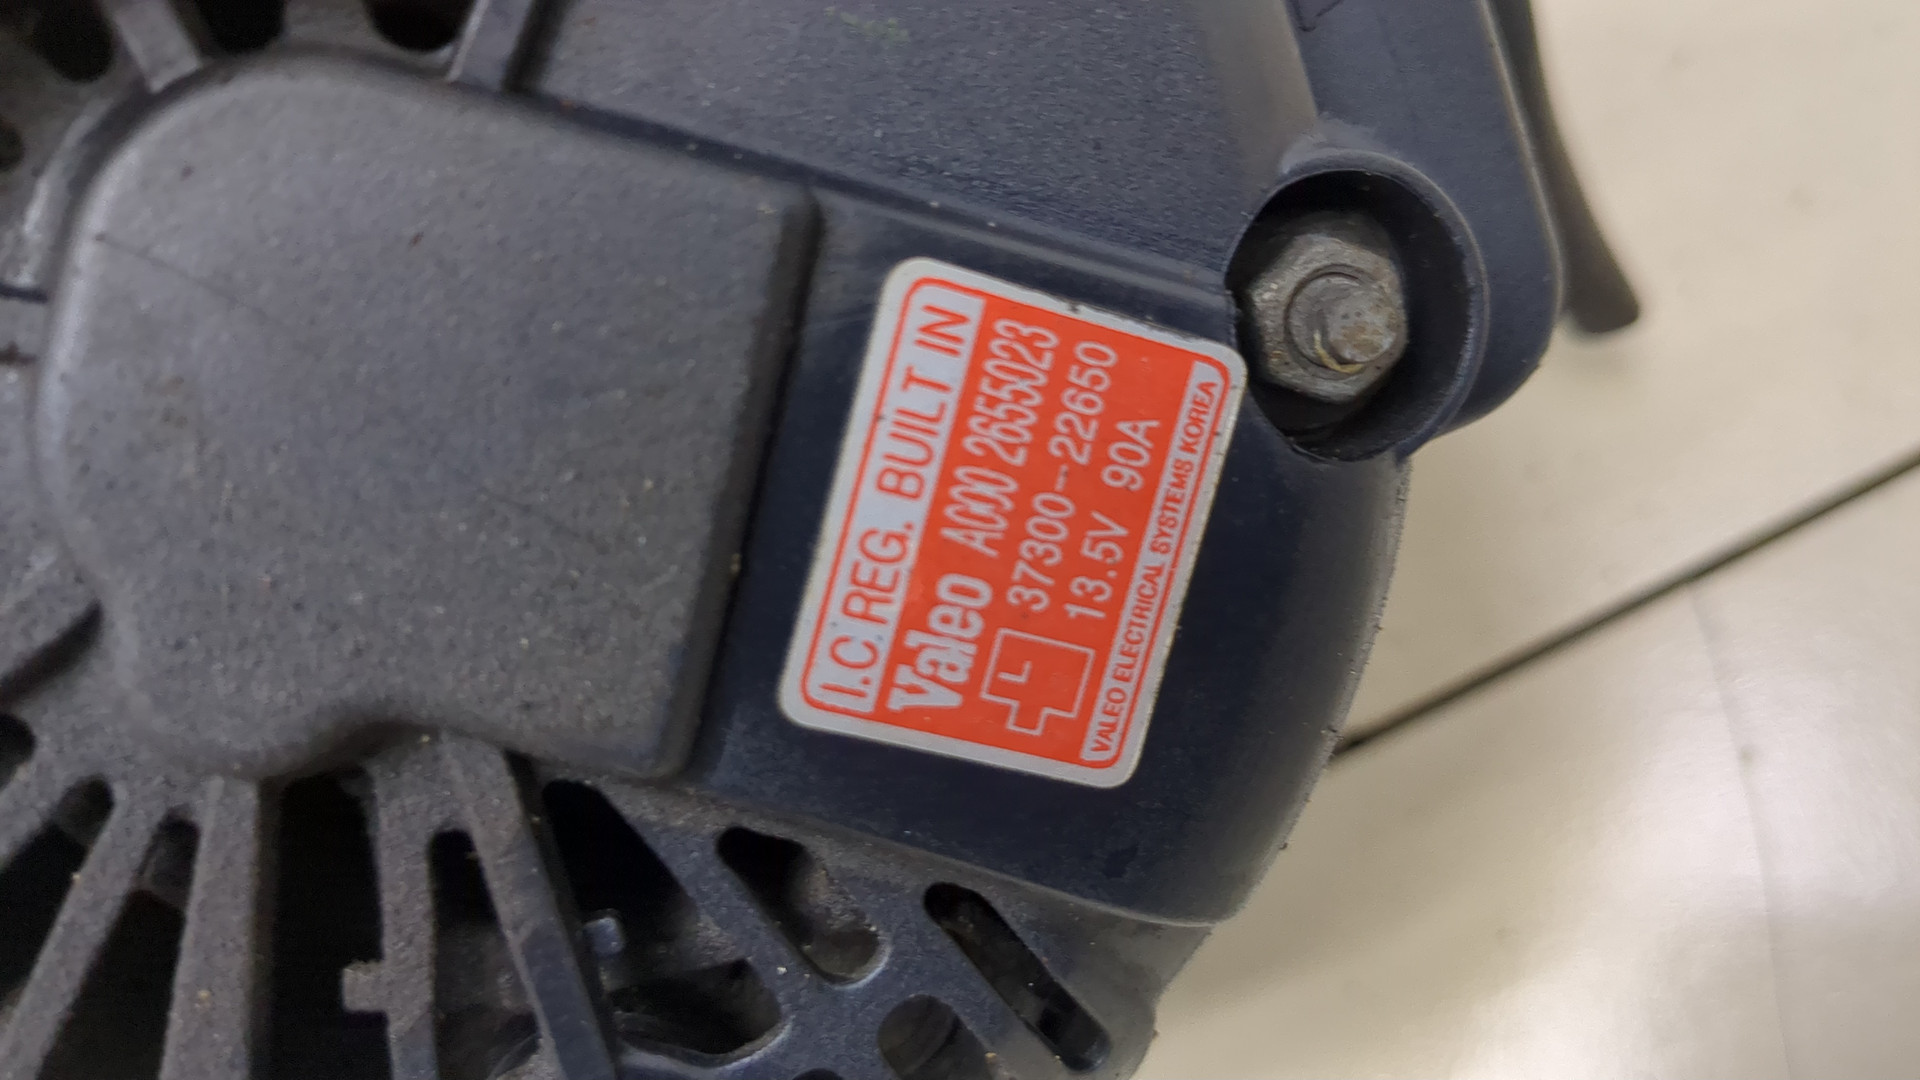 I.C.REG. BUILT IN
Valeo A000 2655023
37300-22650
L 13.5V 90A
VALEO ELECTRICAL SYSTEMS KOREA